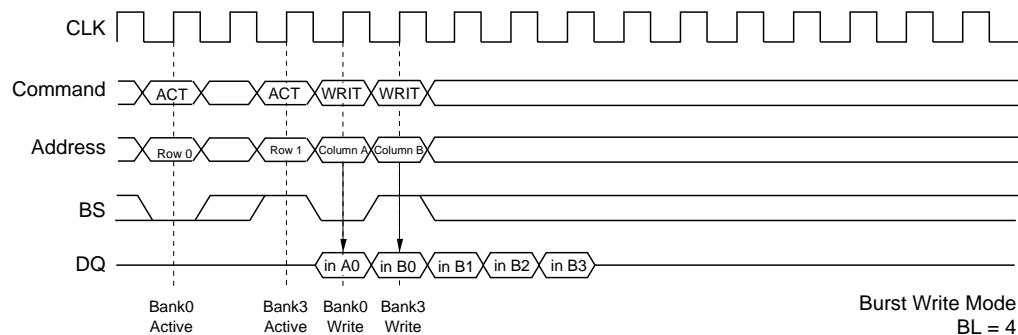 CLK
Command ACT ACT WRIT WRIT
Address Row 0 Row 1 Column A Column B
BS
DQ in A0 in B0 in B1 in B2 in B3
Bank0 Bank3 Bank0 Bank3
Active Active Write Write
Burst Write Mode
BL = 4